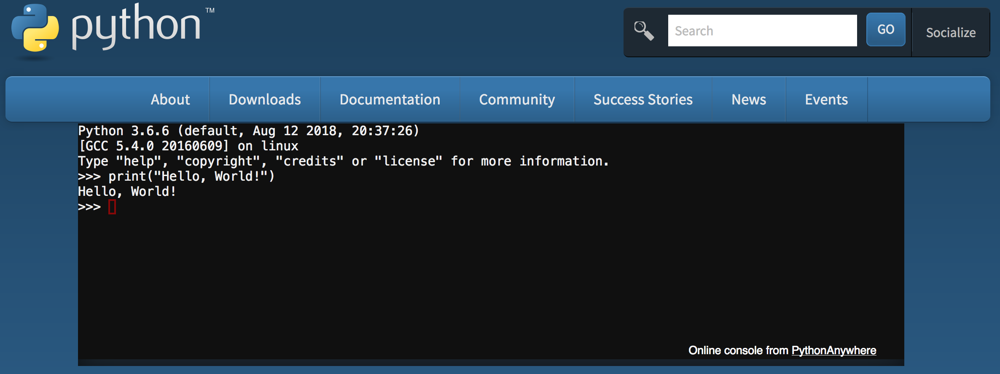 python ™
Search
GO
Socialize
About
Downloads
Documentation
Community
Success Stories
News
Events
Python 3.6.6 (default, Aug 12 2018, 20:37:26)
[GCC 5.4.0 20160609] on linux
Type "help", "copyright", "credits" or "license" for more information.
>>> print("Hello, World!")
Hello, World!
>>>
Online console from PythonAnywhere